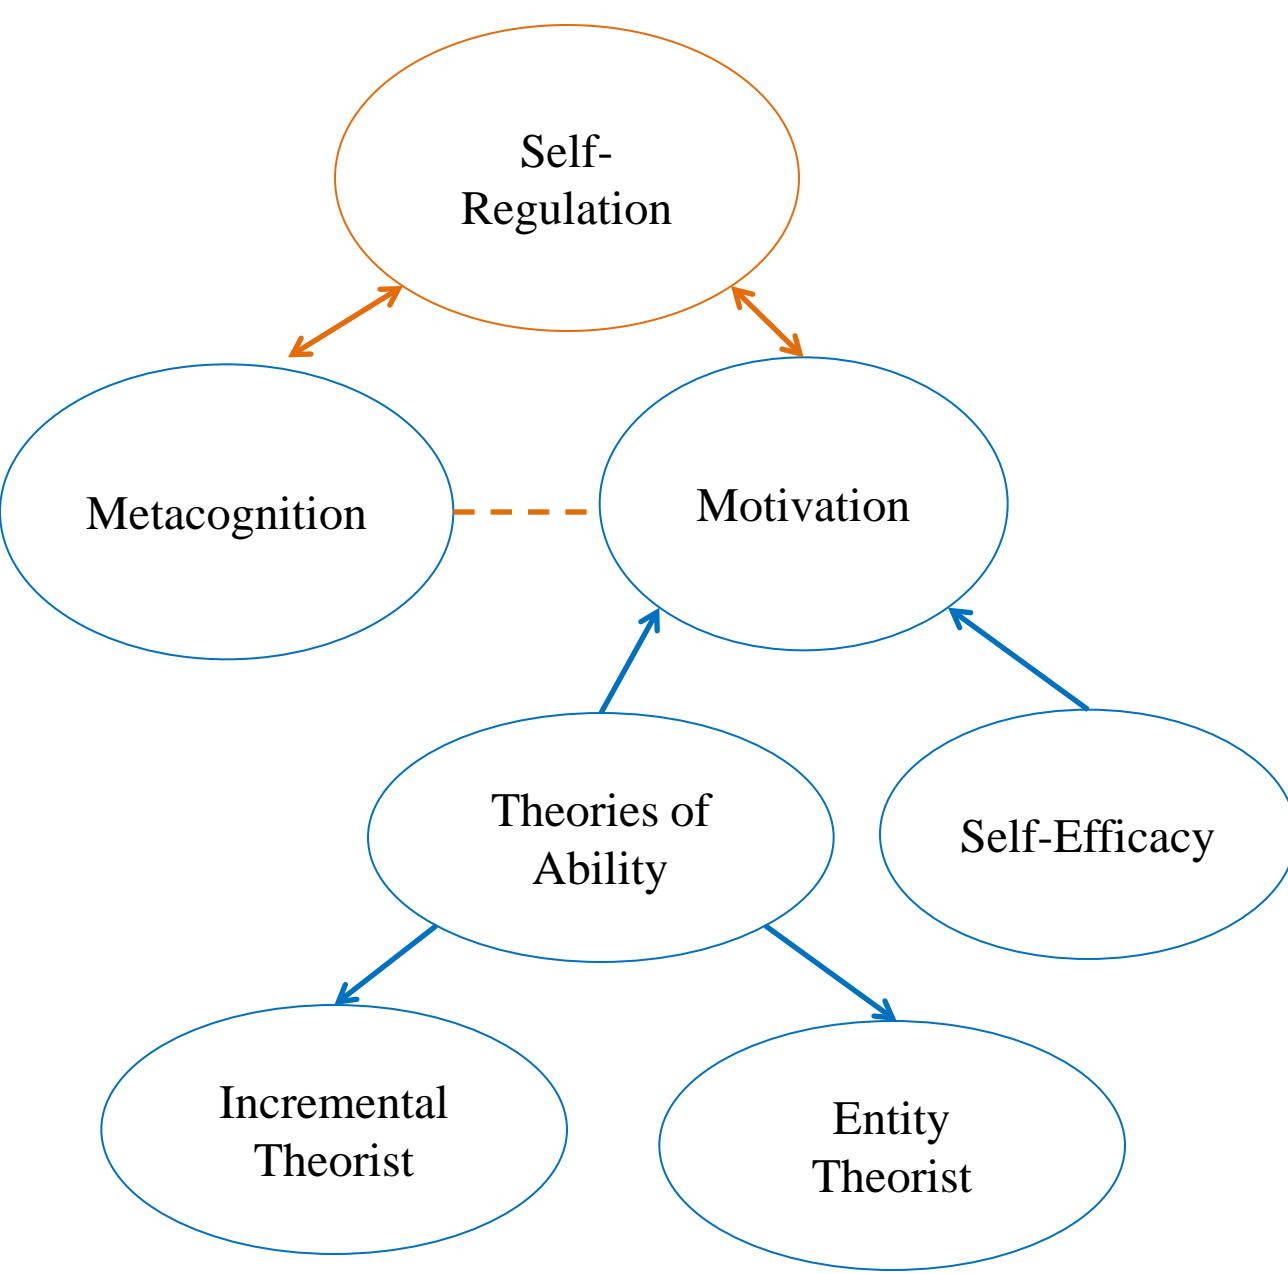 Self-
Regulation
Metacognition
Motivation
Theories of
Ability
Self-Efficacy
Incremental
Theorist
Entity
Theorist